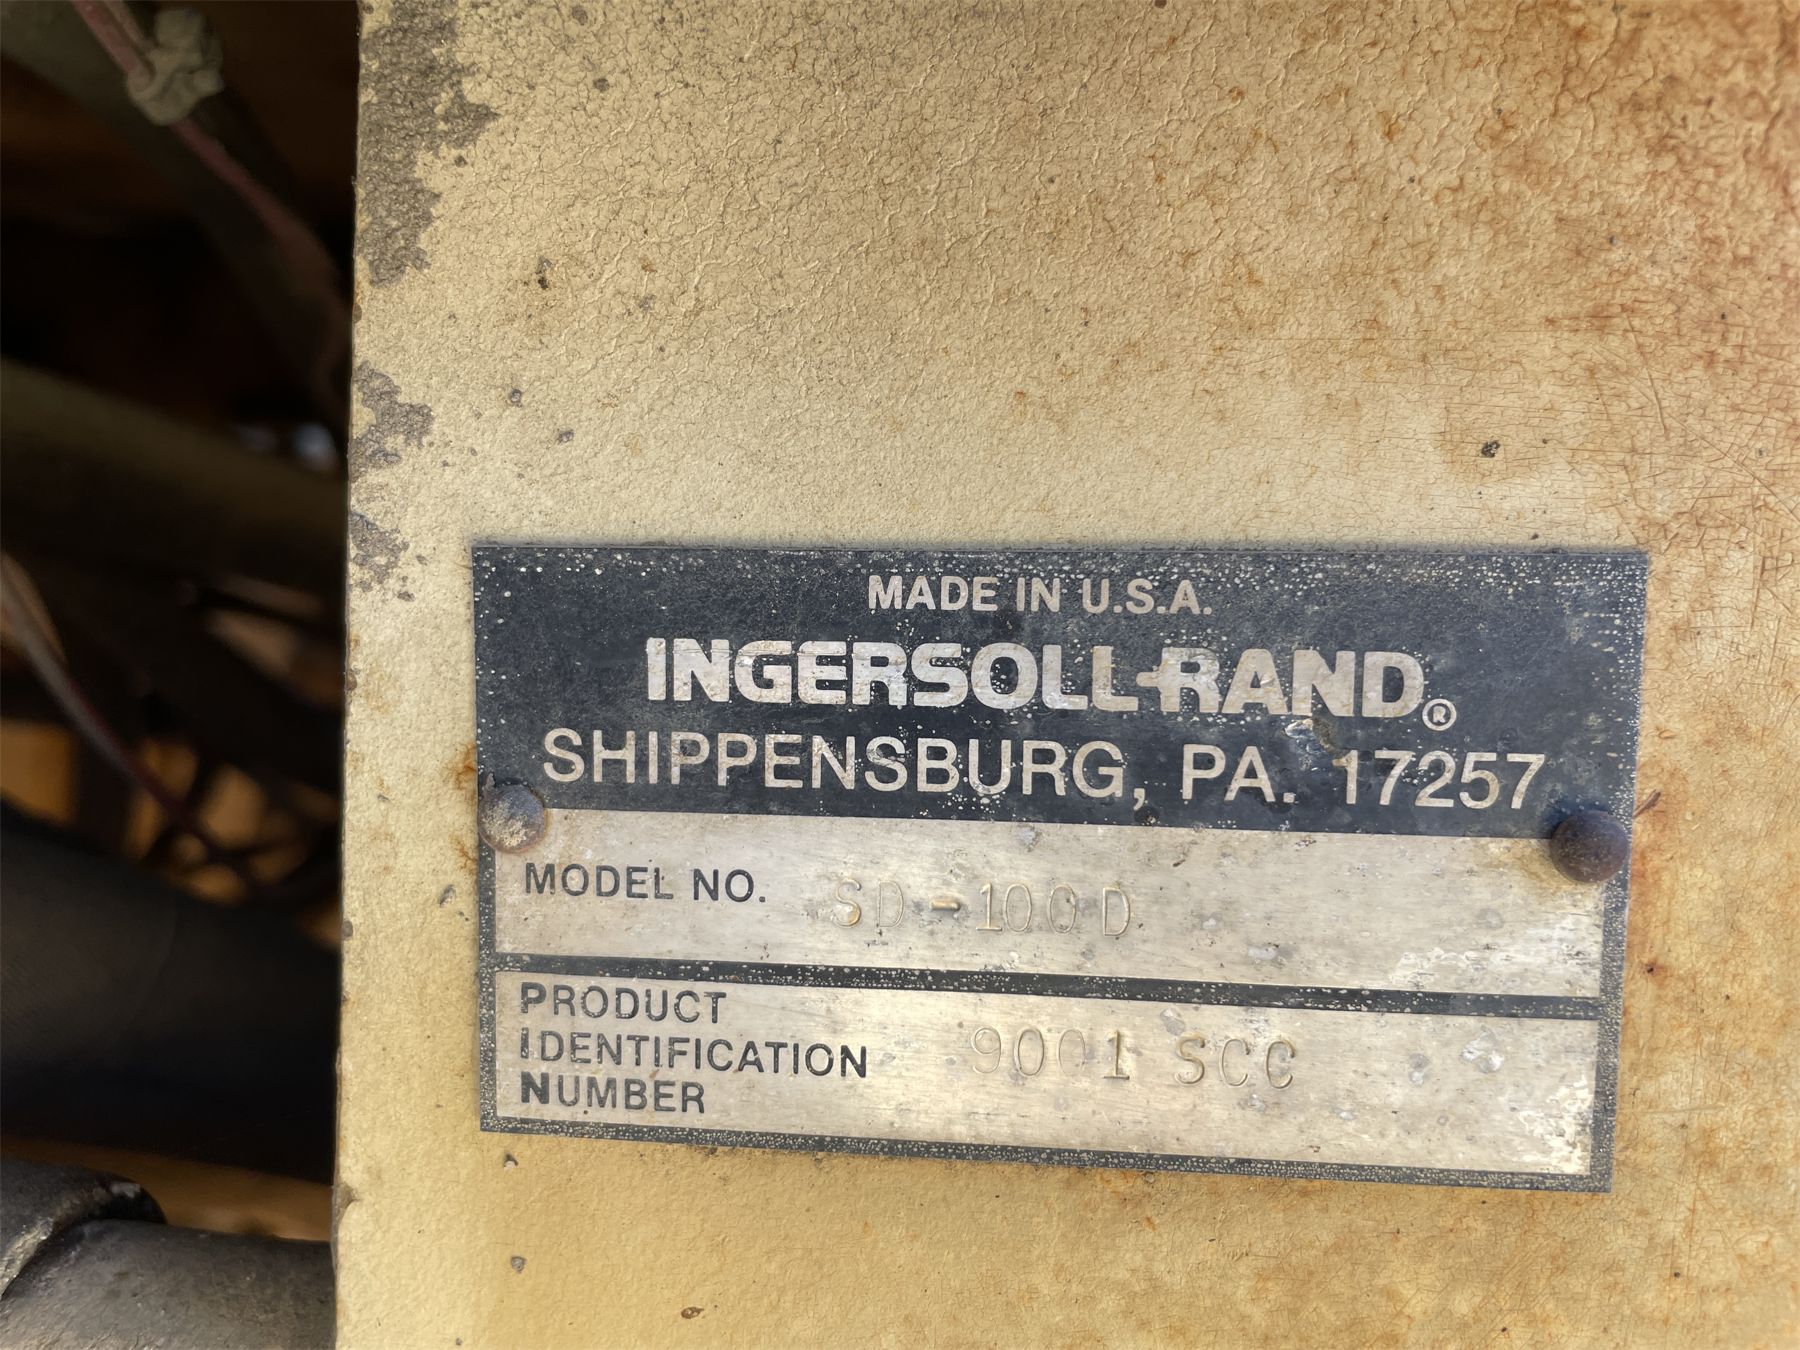 MADE IN U.S.A.
INGERSOLL-RAND®
SHIPPENSBURG, PA. 17257
MODEL NO. SD-100D
PRODUCT
IDENTIFICATION 9001 SCC
NUMBER